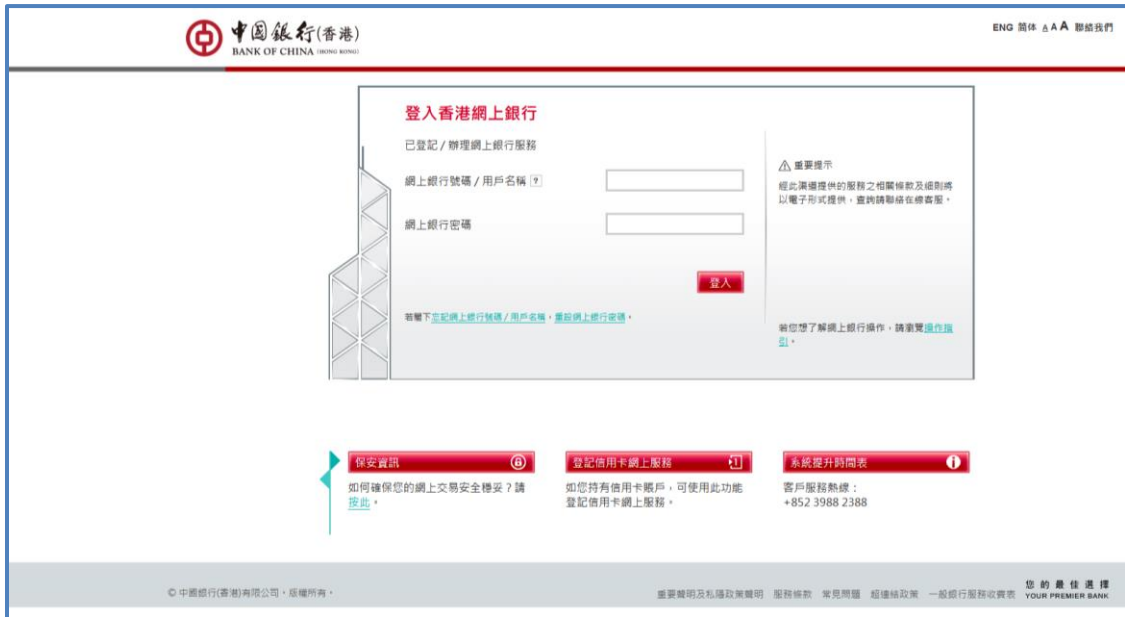 中國銀行(香港)
BANK OF CHINA (HONG KONG)
ENG 简体 A A A 聯絡我們
登入香港網上銀行
已登記 / 辦理網上銀行服務
網上銀行號碼 / 用戶名稱 ?
網上銀行密碼
登入
若閣下忘記網上銀行號碼 / 用戶名稱,重設網上銀行密碼。
重要提示
經此渠道提供的服務之相關條款及細則將
以電子形式提供,查詢請聯絡在線客服。
若您想了解網上銀行操作,請瀏覽操作指
引。
保安資訊
如何確保您的網上交易安全穩妥?請
按此。
登記信用卡網上服務
如您持有信用卡賬戶,可使用此功能
登記信用卡網上服務。
系統提升時間表
客戶服務熱線:
+852 3988 2388
© 中國銀行(香港)有限公司。版權所有。
重要聲明及私隱政策聲明 服務條款 常見問題 超連結政策 一般銀行服務收費表
您的最佳選擇
YOUR PREMIER BANK